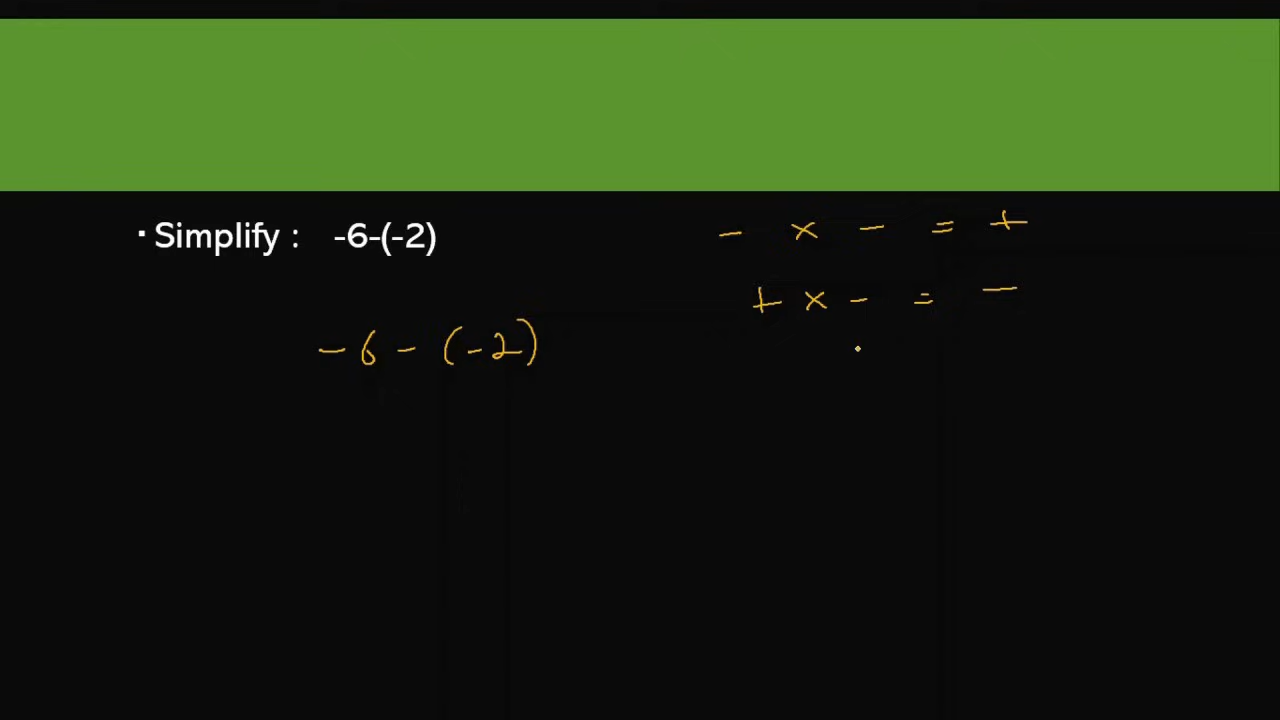 · Simplify : -6-(-2)
- x - = +
+ x - = -
- 6 - (-2)